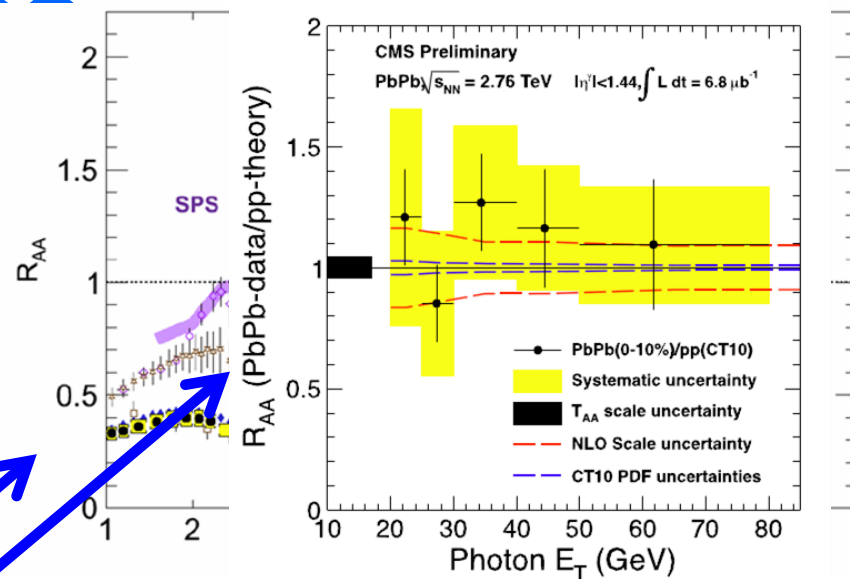 2
1.5
1
0.5
0
R_AA
SPS
1
2
2
1.5
1
0.5
0
R_AA (PbPb-data/pp-theory)
CMS Preliminary
PbPb, √s_NN = 2.76 TeV |η^γ|<1.44, ∫ L dt = 6.8 μb^-1
PbPb(0-10%)/pp(CT10)
Systematic uncertainty
T_AA scale uncertainty
NLO Scale uncertainty
CT10 PDF uncertainties
10 20 30 40 50 60 70 80
Photon E_T (GeV)